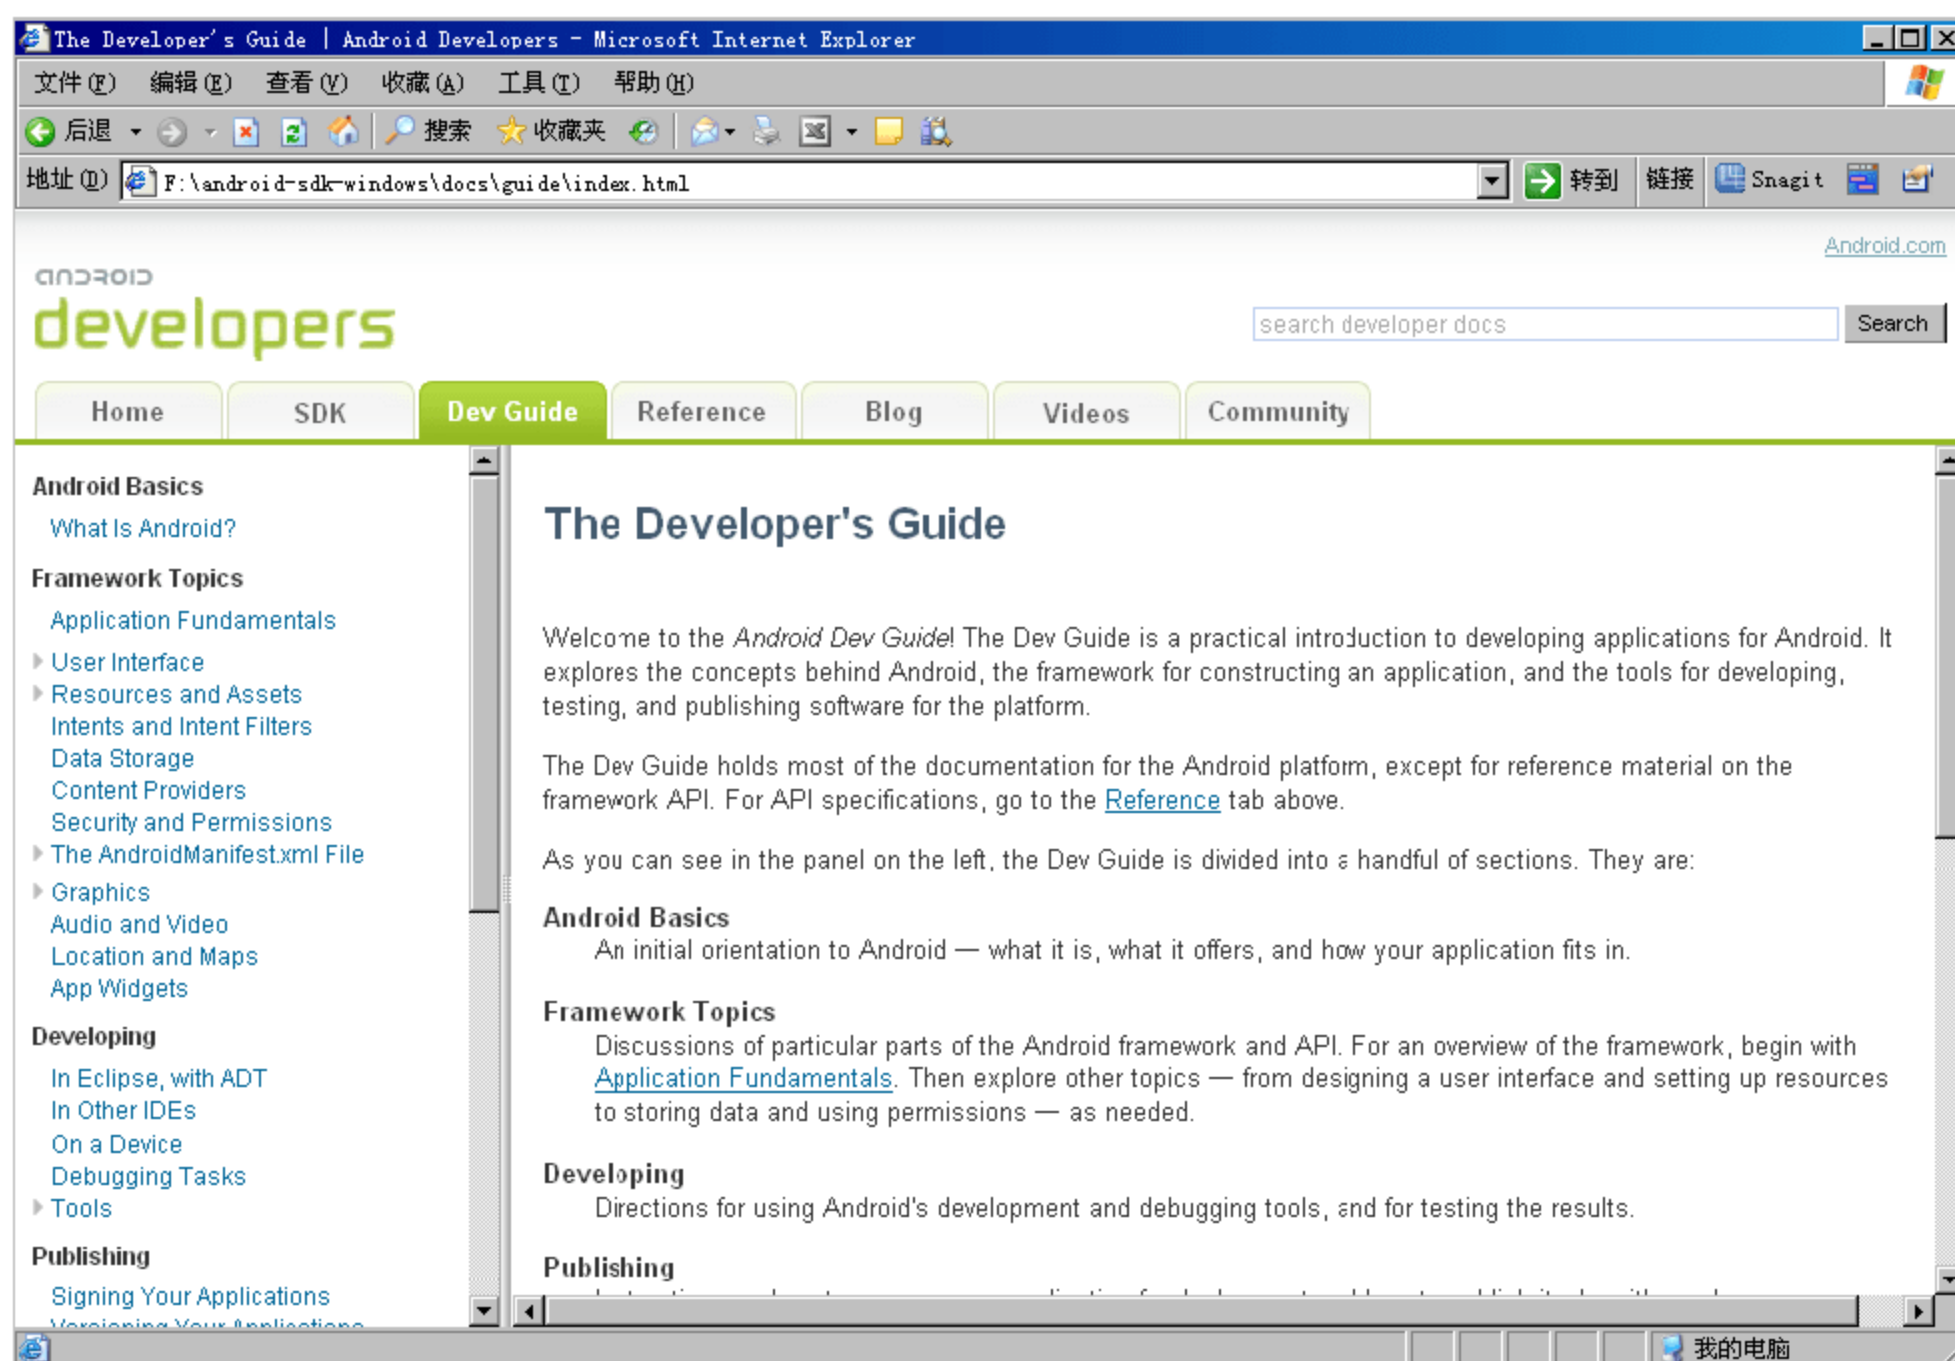 The Developer's Guide | Android Developers - Microsoft Internet Explorer
文件(F) 编辑(E) 查看(V) 收藏(A) 工具(T) 帮助(H)
后退 搜索 收藏夹
地址(D) F:\android-sdk-windows\docs\guide\index.html 转到 链接 Snagit
Android.com
ANDROID
developers
search developer docs Search
Home SDK Dev Guide Reference Blog Videos Community
Android Basics
What Is Android?
Framework Topics
Application Fundamentals
User Interface
Resources and Assets
Intents and Intent Filters
Data Storage
Content Providers
Security and Permissions
The AndroidManifest.xml File
Graphics
Audio and Video
Location and Maps
App Widgets
Developing
In Eclipse, with ADT
In Other IDEs
On a Device
Debugging Tasks
Tools
Publishing
Signing Your Applications
Versioning Your Applications
The Developer's Guide
Welcome to the Android Dev Guide! The Dev Guide is a practical introduction to developing applications for Android. It
explores the concepts behind Android, the framework for constructing an application, and the tools for developing,
testing, and publishing software for the platform.
The Dev Guide holds most of the documentation for the Android platform, except for reference material on the
framework API. For API specifications, go to the Reference tab above.
As you can see in the panel on the left, the Dev Guide is divided into a handful of sections. They are:
Android Basics
An initial orientation to Android — what it is, what it offers, and how your application fits in.
Framework Topics
Discussions of particular parts of the Android framework and API. For an overview of the framework, begin with
Application Fundamentals. Then explore other topics — from designing a user interface and setting up resources
to storing data and using permissions — as needed.
Developing
Directions for using Android's development and debugging tools, and for testing the results.
Publishing
我的电脑